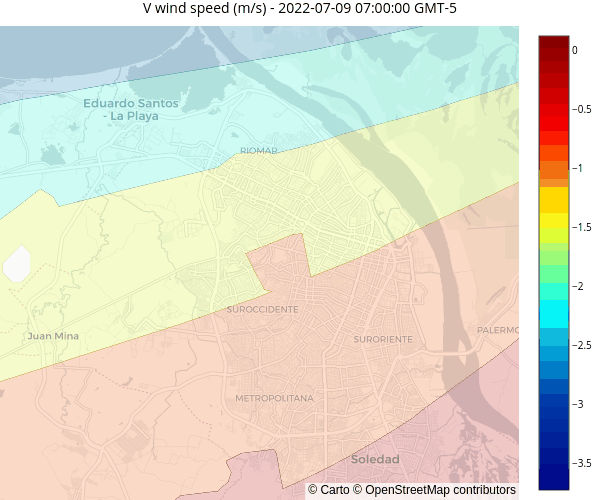 V wind speed (m/s) - 2022-07-09 07:00:00 GMT-5
0
Eduardo Santos
- La Playa
−0.5
RIOMAR
−1
−1.5
−2
SUROCCIDENTE
PALERMO
Juan Mina
SURORIENTE
−2.5
METROPOLITANA
−3
Soledad
−3.5
© Carto © OpenStreetMap contributors